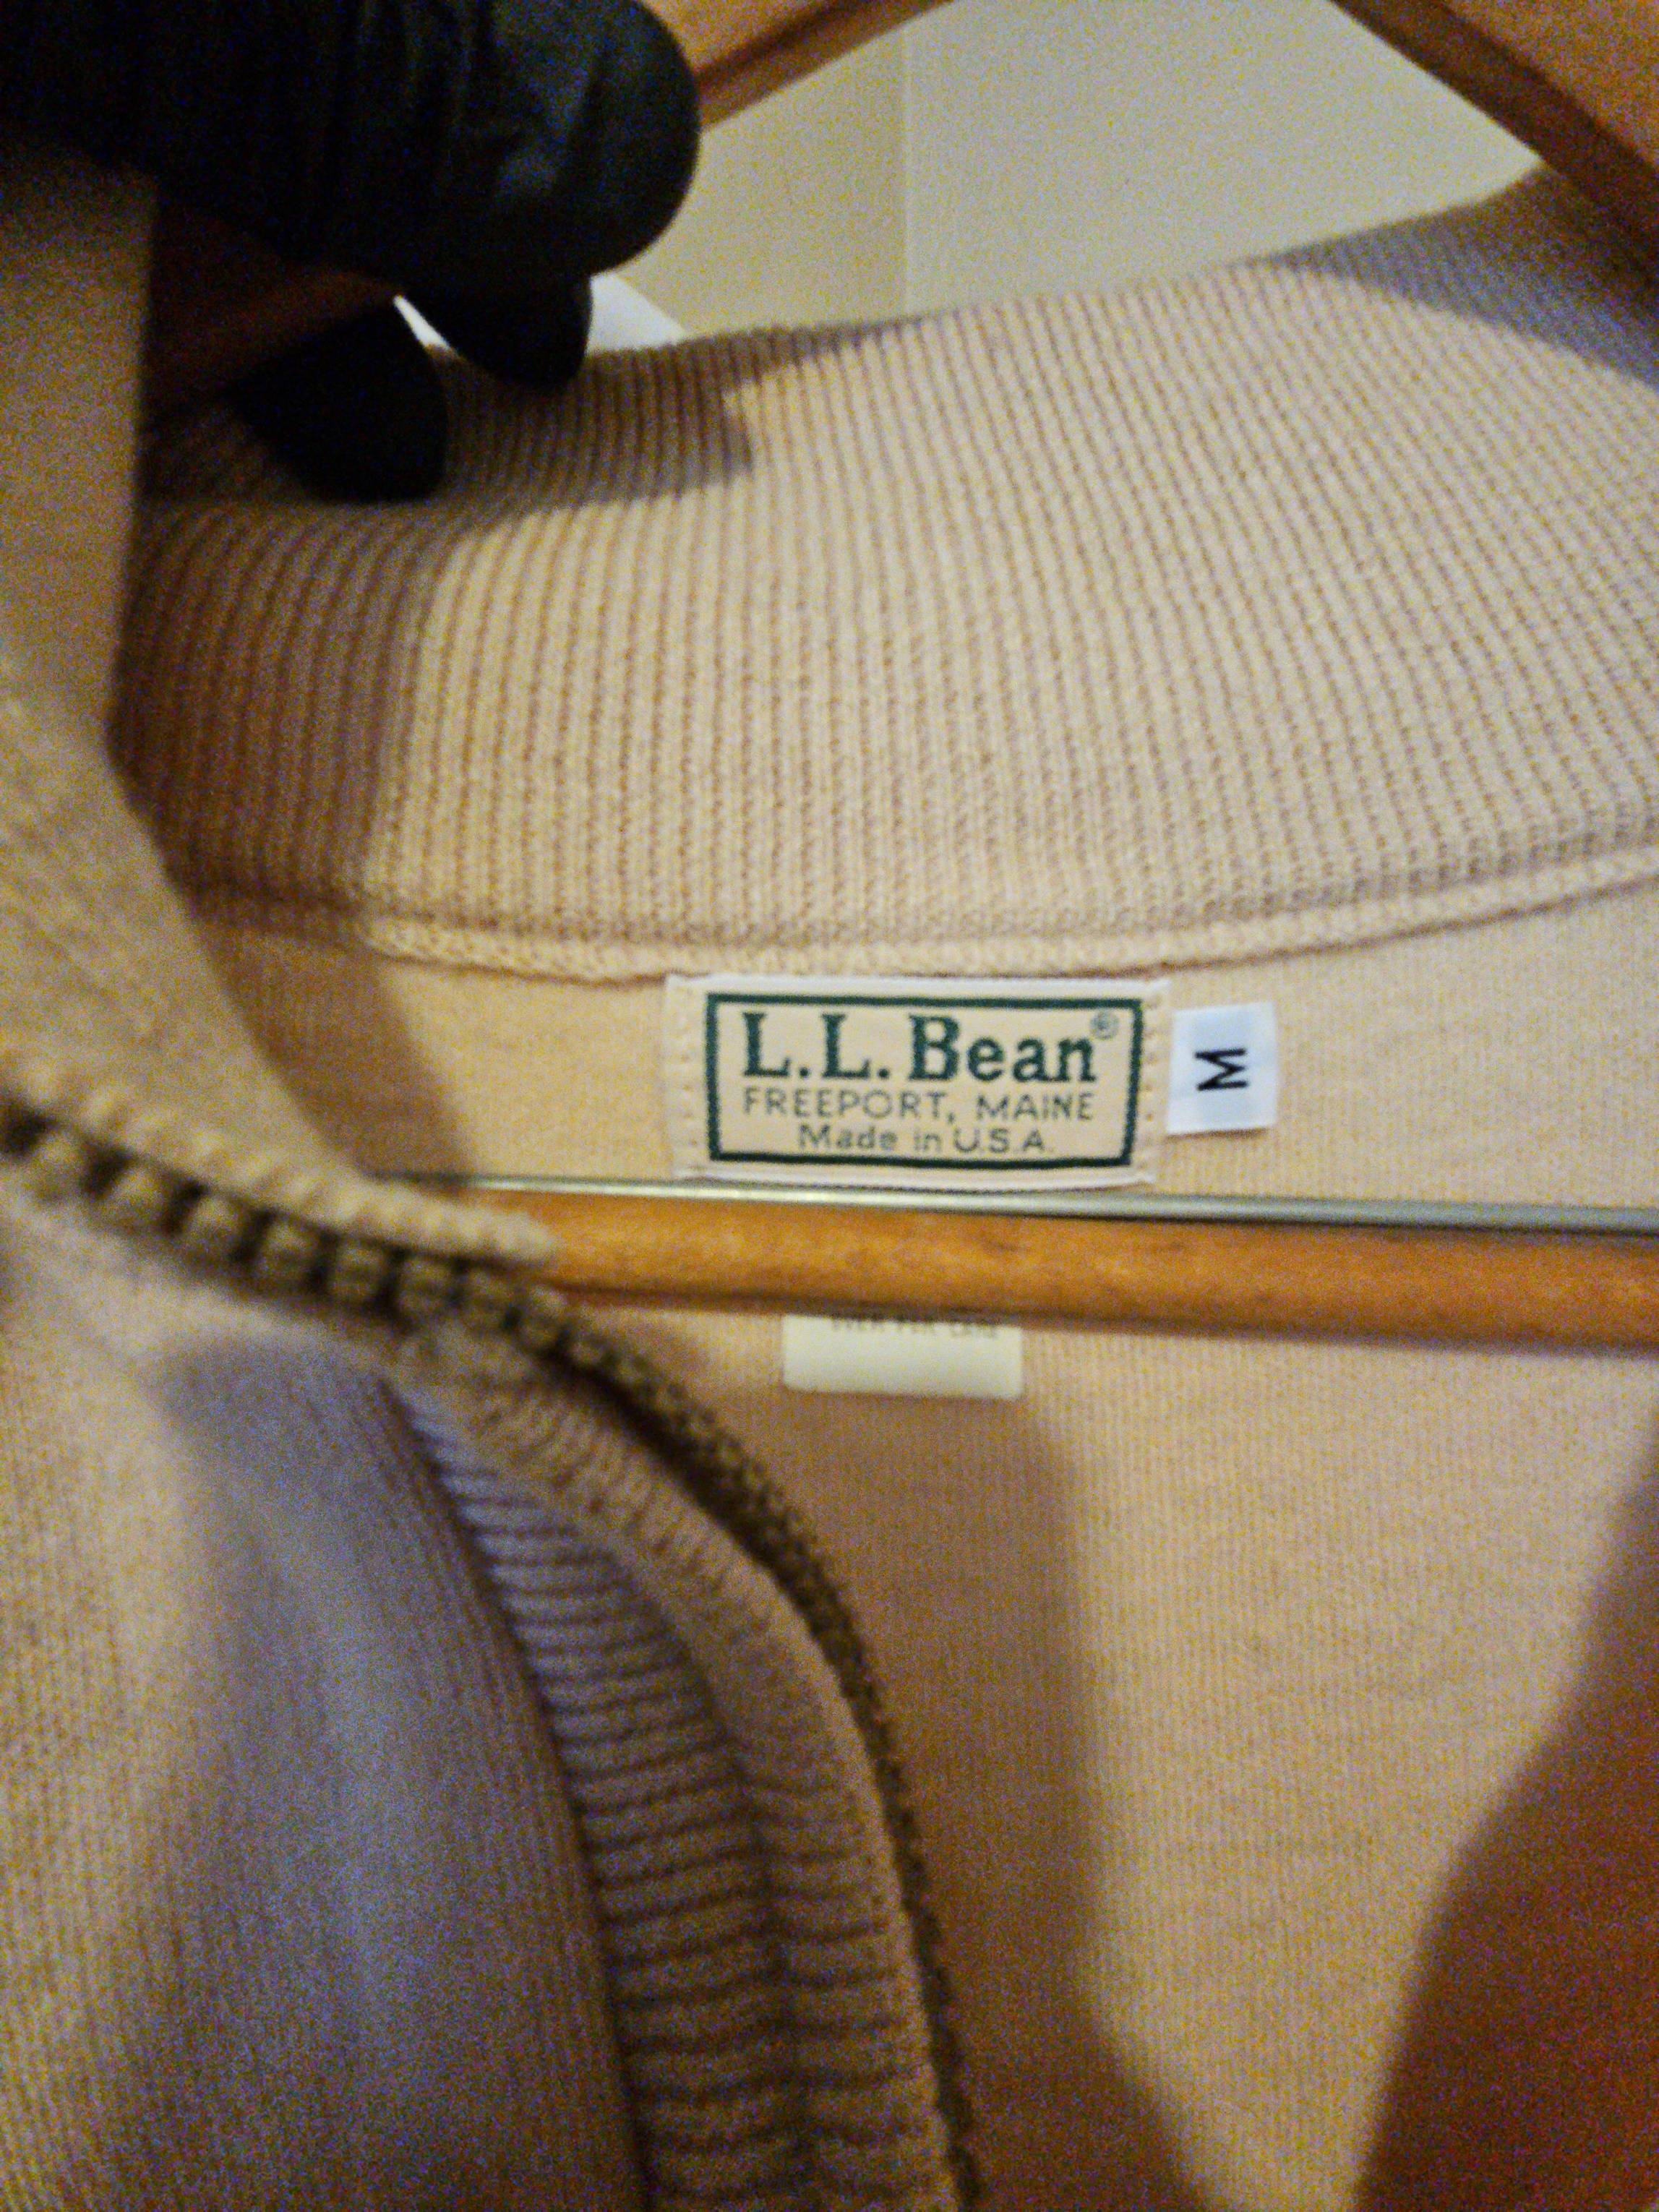 L.L.Bean®
FREEPORT, MAINE
Made in U.S.A.
M